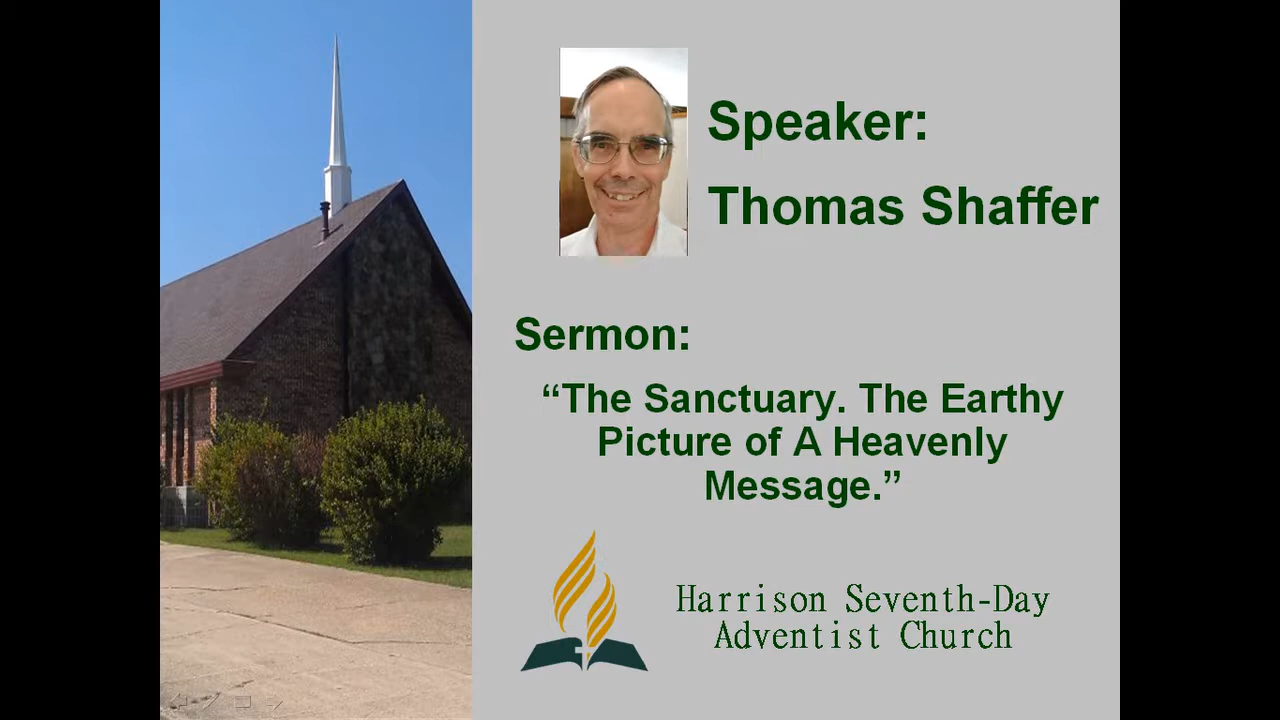 Speaker:
Thomas Shaffer
Sermon:
“The Sanctuary. The Earthy
Picture of A Heavenly
Message.”
Harrison Seventh-Day
Adventist Church